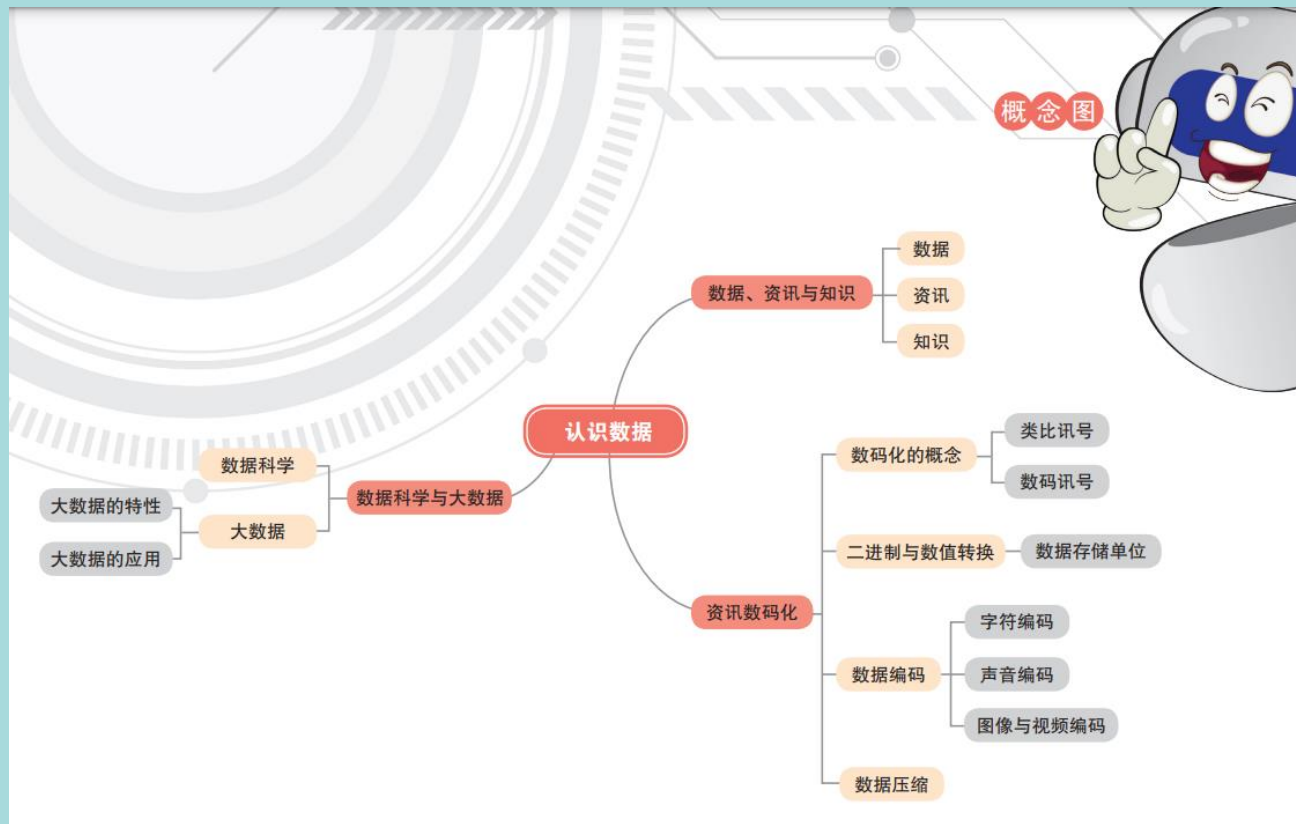 概念图
数据、资讯与知识
数据
资讯
知识
认识数据
数据科学与大数据
数据科学
大数据
大数据的特性
大数据的应用
资讯数码化
数码化的概念
类比讯号
数码讯号
二进制与数值转换
数据存储单位
数据编码
字符编码
声音编码
图像与视频编码
数据压缩